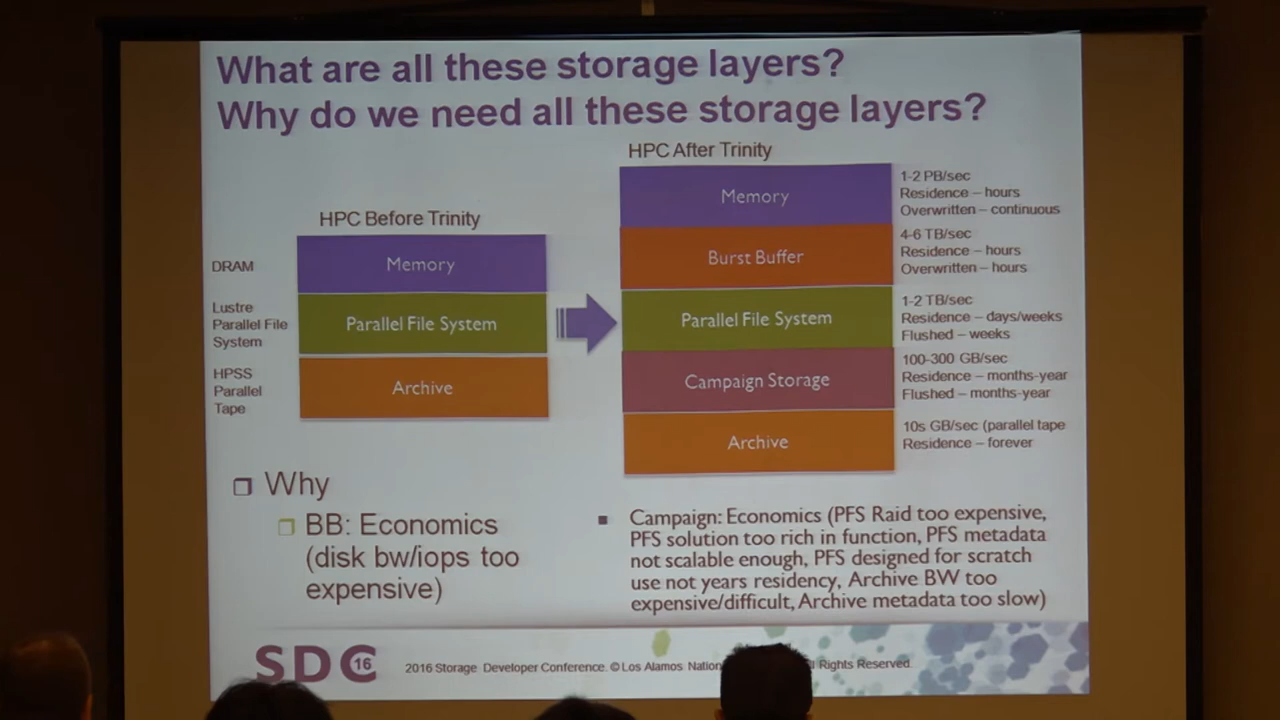 What are all these storage layers?
Why do we need all these storage layers?
HPC Before Trinity
DRAM
Memory
Lustre
Parallel File
System
Parallel File System
HPSS
Parallel
Tape
Archive
HPC After Trinity
Memory
1-2 PB/sec
Residence – hours
Overwritten – continuous
Burst Buffer
4-6 TB/sec
Residence – hours
Overwritten – hours
Parallel File System
1-2 TB/sec
Residence – days/weeks
Flushed – weeks
Campaign Storage
100-300 GB/sec
Residence – months-year
Flushed – months-year
Archive
10s GB/sec (parallel tape
Residence – forever
Why
BB: Economics
(disk bw/iops too
expensive)
Campaign: Economics (PFS Raid too expensive,
PFS solution too rich in function, PFS metadata
not scalable enough, PFS designed for scratch
use not years residency, Archive BW too
expensive/difficult, Archive metadata too slow)
SDC 16
2016 Storage Developer Conference. © Los Alamos Rights Reserved.